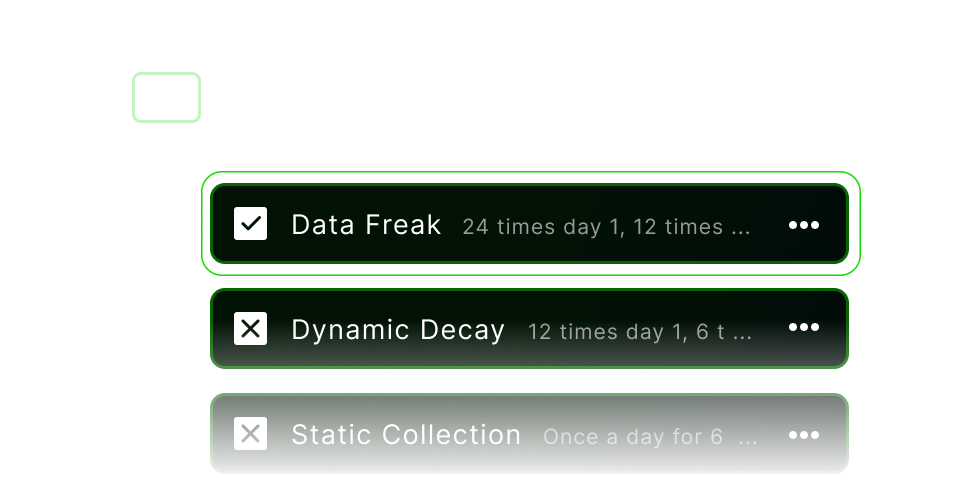 Data Freak 24 times day 1, 12 times ...
Dynamic Decay 12 times day 1, 6 t ...
Static Collection Once a day for 6 ...